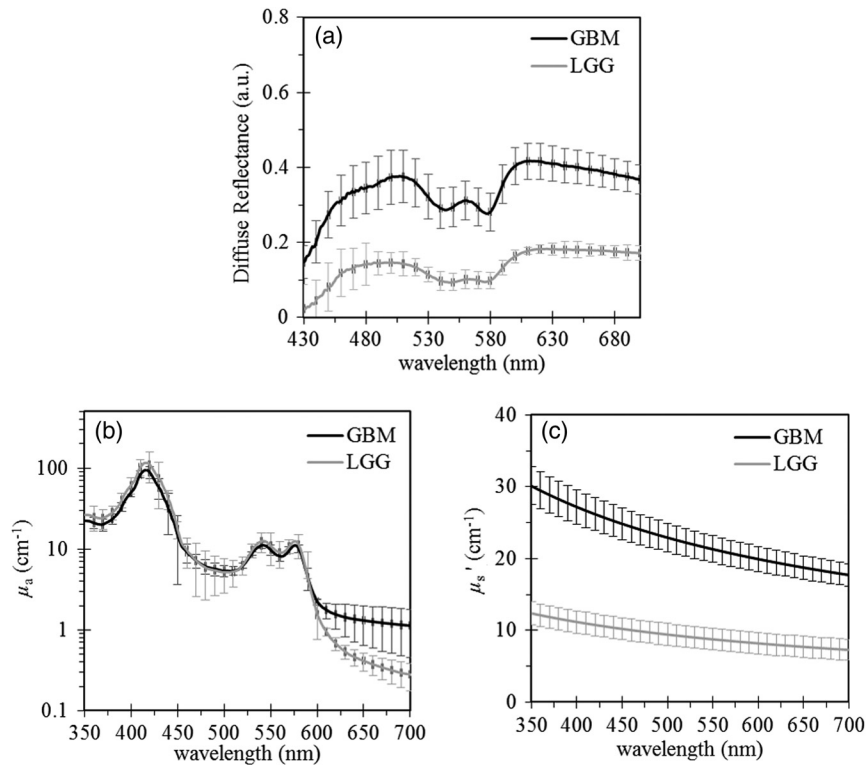 (a)
GBM
LGG
Diffuse Reflectance (a.u.)
0.8
0.6
0.4
0.2
0
430 480 530 580 630 680
wavelength (nm)
(b)
GBM
LGG
μa (cm-1)
100
10
1
0.1
350 400 450 500 550 600 650 700
wavelength (nm)
(c)
GBM
LGG
μs' (cm-1)
40
30
20
10
0
350 400 450 500 550 600 650 700
wavelength (nm)